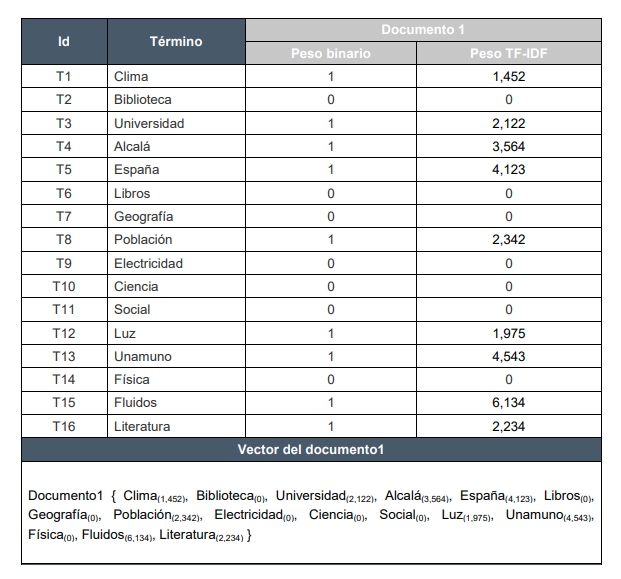 Id Término Documento 1
Peso binario Peso TF-IDF
T1 Clima 1 1,452
T2 Biblioteca 0 0
T3 Universidad 1 2,122
T4 Alcalá 1 3,564
T5 España 1 4,123
T6 Libros 0 0
T7 Geografía 0 0
T8 Población 1 2,342
T9 Electricidad 0 0
T10 Ciencia 0 0
T11 Social 0 0
T12 Luz 1 1,975
T13 Unamuno 1 4,543
T14 Física 0 0
T15 Fluidos 1 6,134
T16 Literatura 1 2,234
Vector del documento1
Documento1 { Clima(1,452), Biblioteca(0), Universidad(2,122), Alcalá(3,564), España(4,123), Libros(0),
Geografía(0), Población(2,342), Electricidad(0), Ciencia(0), Social(0), Luz(1,975), Unamuno(4,543),
Física(0), Fluidos(6,134), Literatura(2,234) }